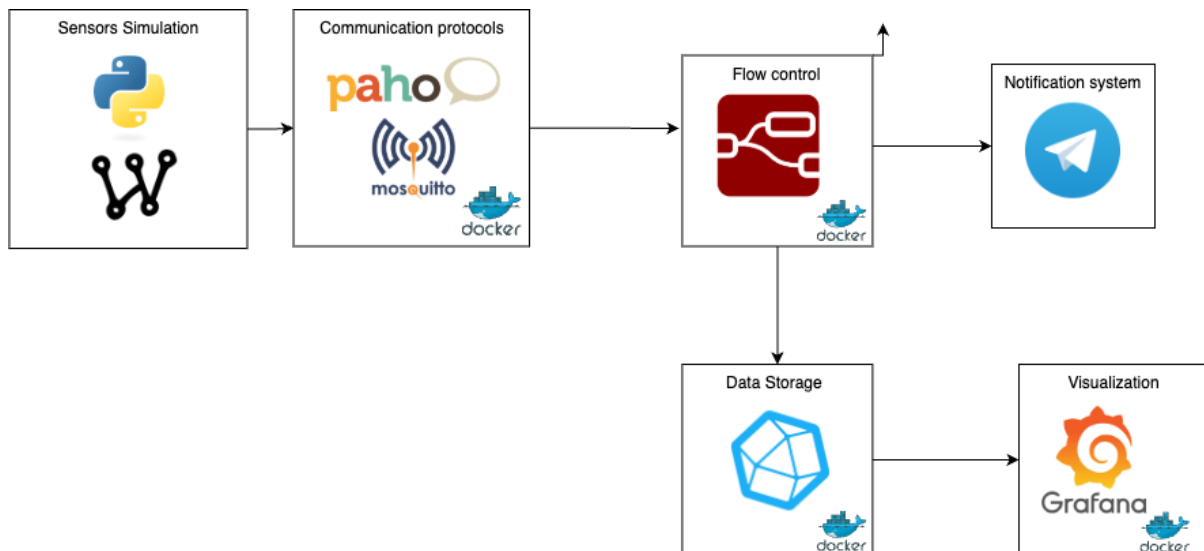 Sensors Simulation
Communication protocols
paho
mosquitto
docker
Flow control
docker
Notification system
Data Storage
docker
Visualization
Grafana
docker